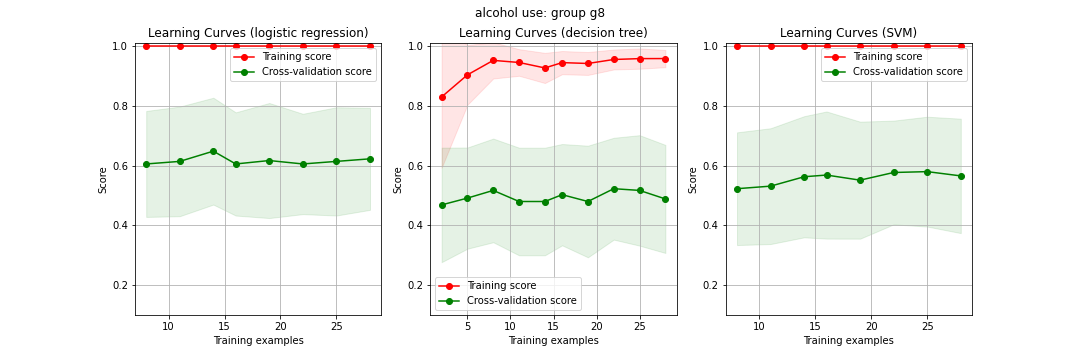 alcohol use: group g8
Learning Curves (logistic regression)
1.0
0.8
0.6
0.4
0.2
Score
10
15
20
25
Training examples
Training score
Cross-validation score
Learning Curves (decision tree)
1.0
0.8
0.6
0.4
0.2
Score
5
10
15
20
25
Training examples
Training score
Cross-validation score
Learning Curves (SVM)
1.0
0.8
0.6
0.4
0.2
Score
10
15
20
25
Training examples
Training score
Cross-validation score